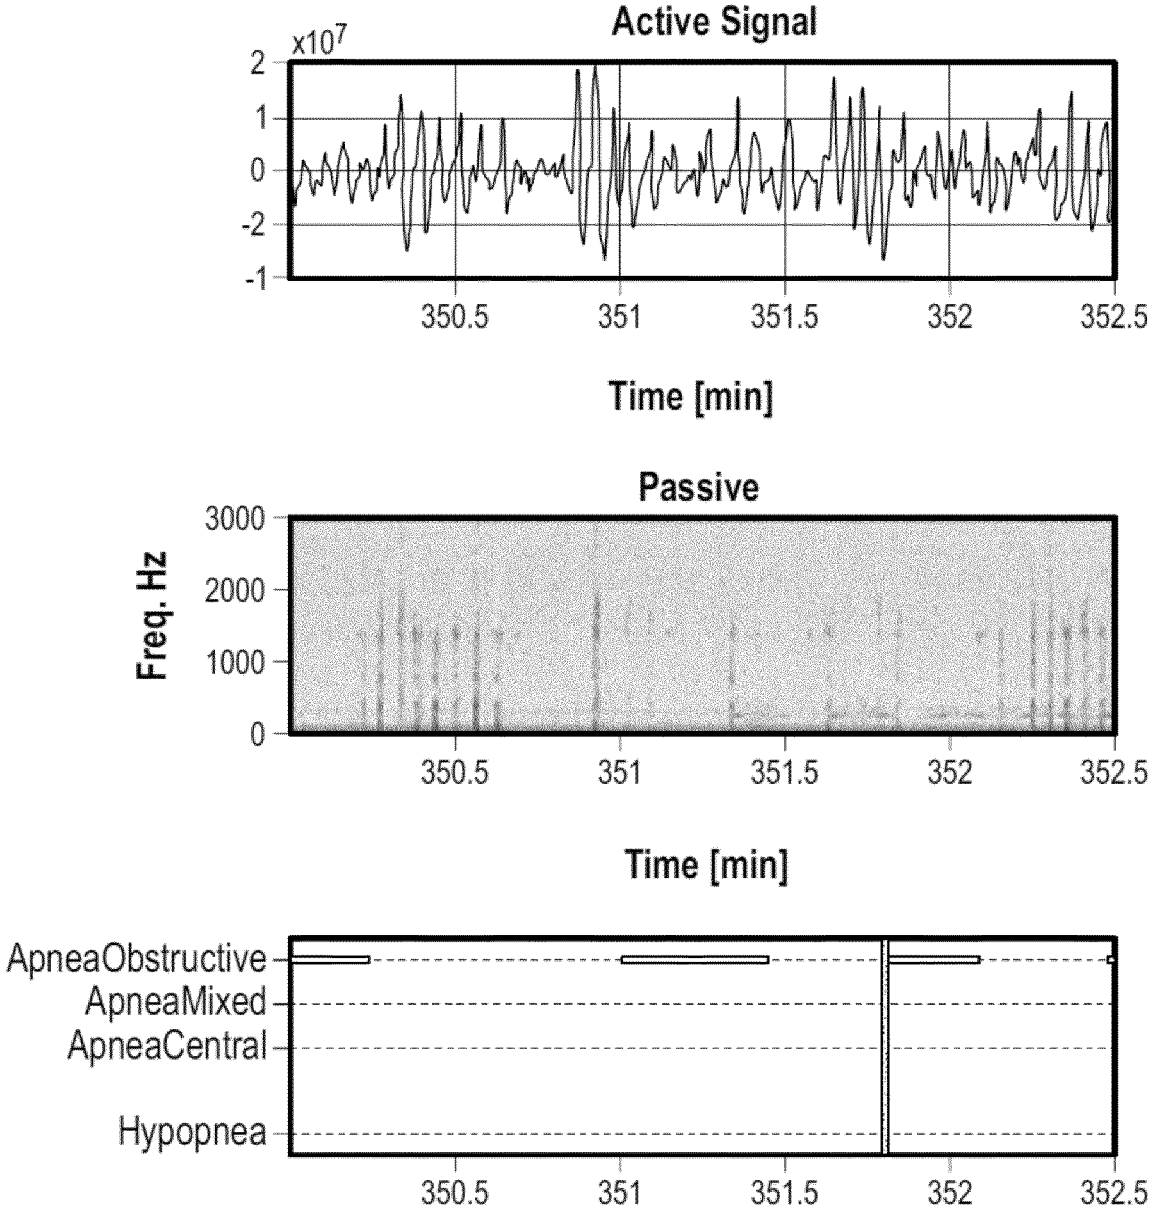 Active Signal
x10⁷
2
1
0
-2
-1
350.5 351 351.5 352 352.5
Time [min]
Passive
Freq. Hz
3000
2000
1000
0
350.5 351 351.5 352 352.5
Time [min]
ApneaObstructive
ApneaMixed
ApneaCentral
Hypopnea
350.5 351 351.5 352 352.5